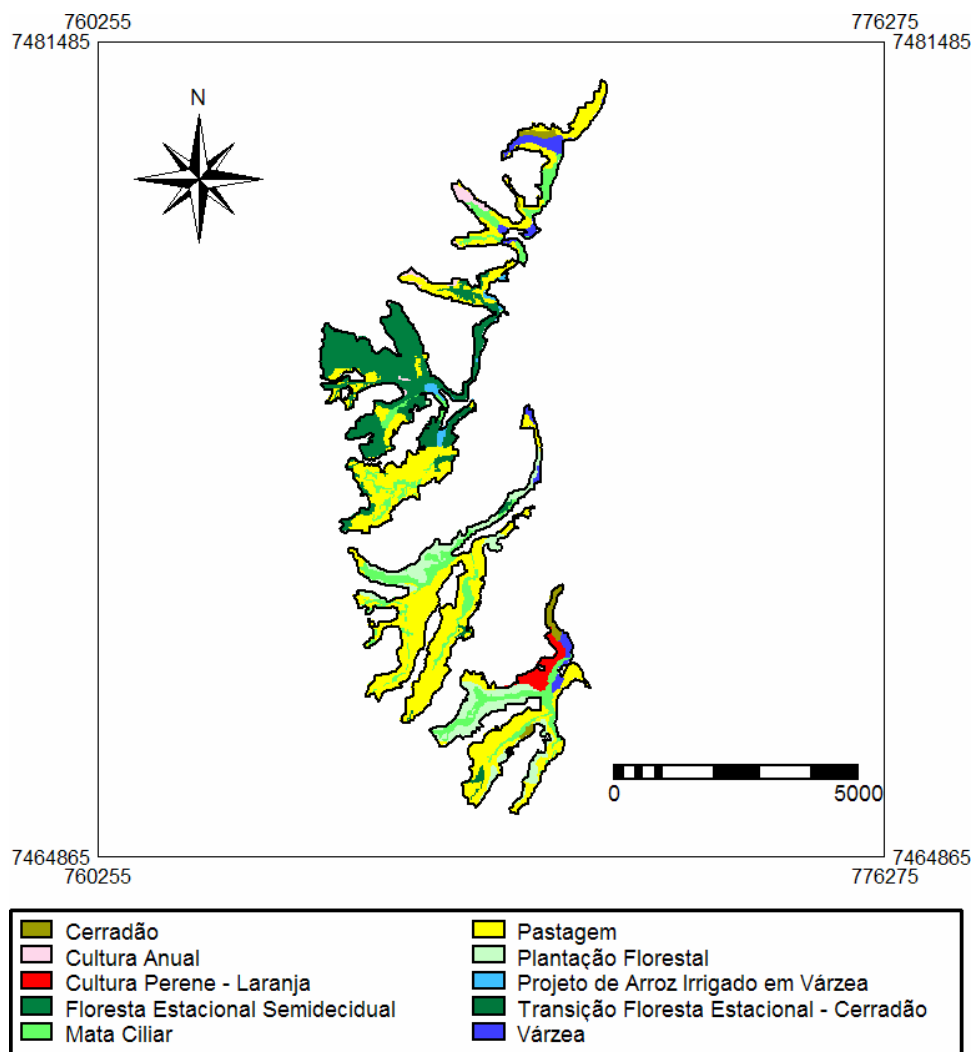 760255 776275
7481485 7481485
N
0 5000
7464865 7464865
760255 776275
Cerradão
Cultura Anual
Cultura Perene - Laranja
Floresta Estacional Semidecidual
Mata Ciliar
Pastagem
Plantação Florestal
Projeto de Arroz Irrigado em Várzea
Transição Floresta Estacional - Cerradão
Várzea